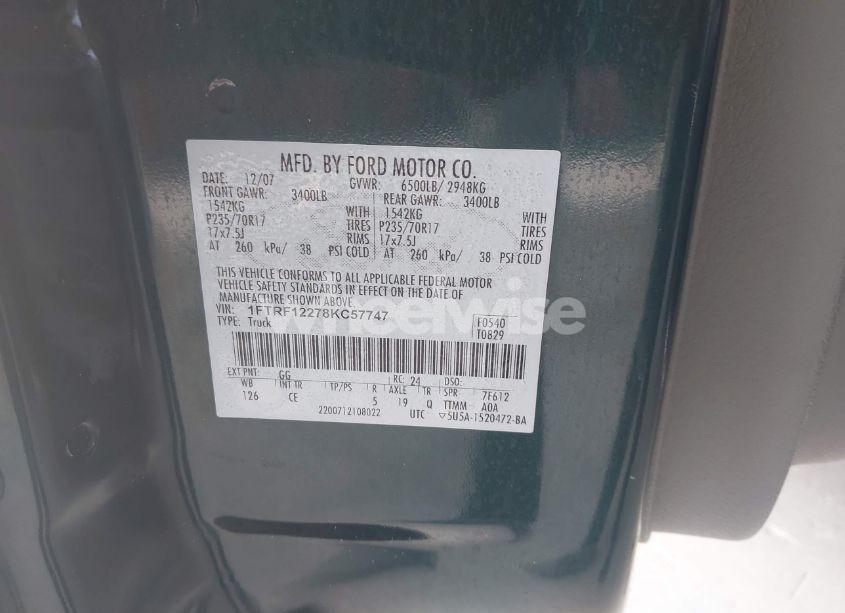 MFD. BY FORD MOTOR CO.
DATE: 12/07 GVWR: 6500LB/ 2948KG
FRONT GAWR: 3400LB REAR GAWR: 3400LB
1542KG WITH 1542KG WITH
P235/70R17 TIRES P235/70R17 TIRES
17x7.5J RIMS 17x7.5J RIMS
AT 260 kPa/ 38 PSI COLD AT 260 kPa/ 38 PSI COLD
THIS VEHICLE CONFORMS TO ALL APPLICABLE FEDERAL MOTOR
VEHICLE SAFETY STANDARDS IN EFFECT ON THE DATE OF
MANUFACTURE SHOWN ABOVE.
VIN: 1FTRF12278KC57747 F0540
TYPE: Truck T0829
wheelwise
EXT PNT: GG RC: 24 DSO:
WB INT TR TP/PS R AXLE TR SPR 7F612
126 CE 5 19 Q TTMM AOA
2200712108022 UTC ▽5U5A-1520472-BA